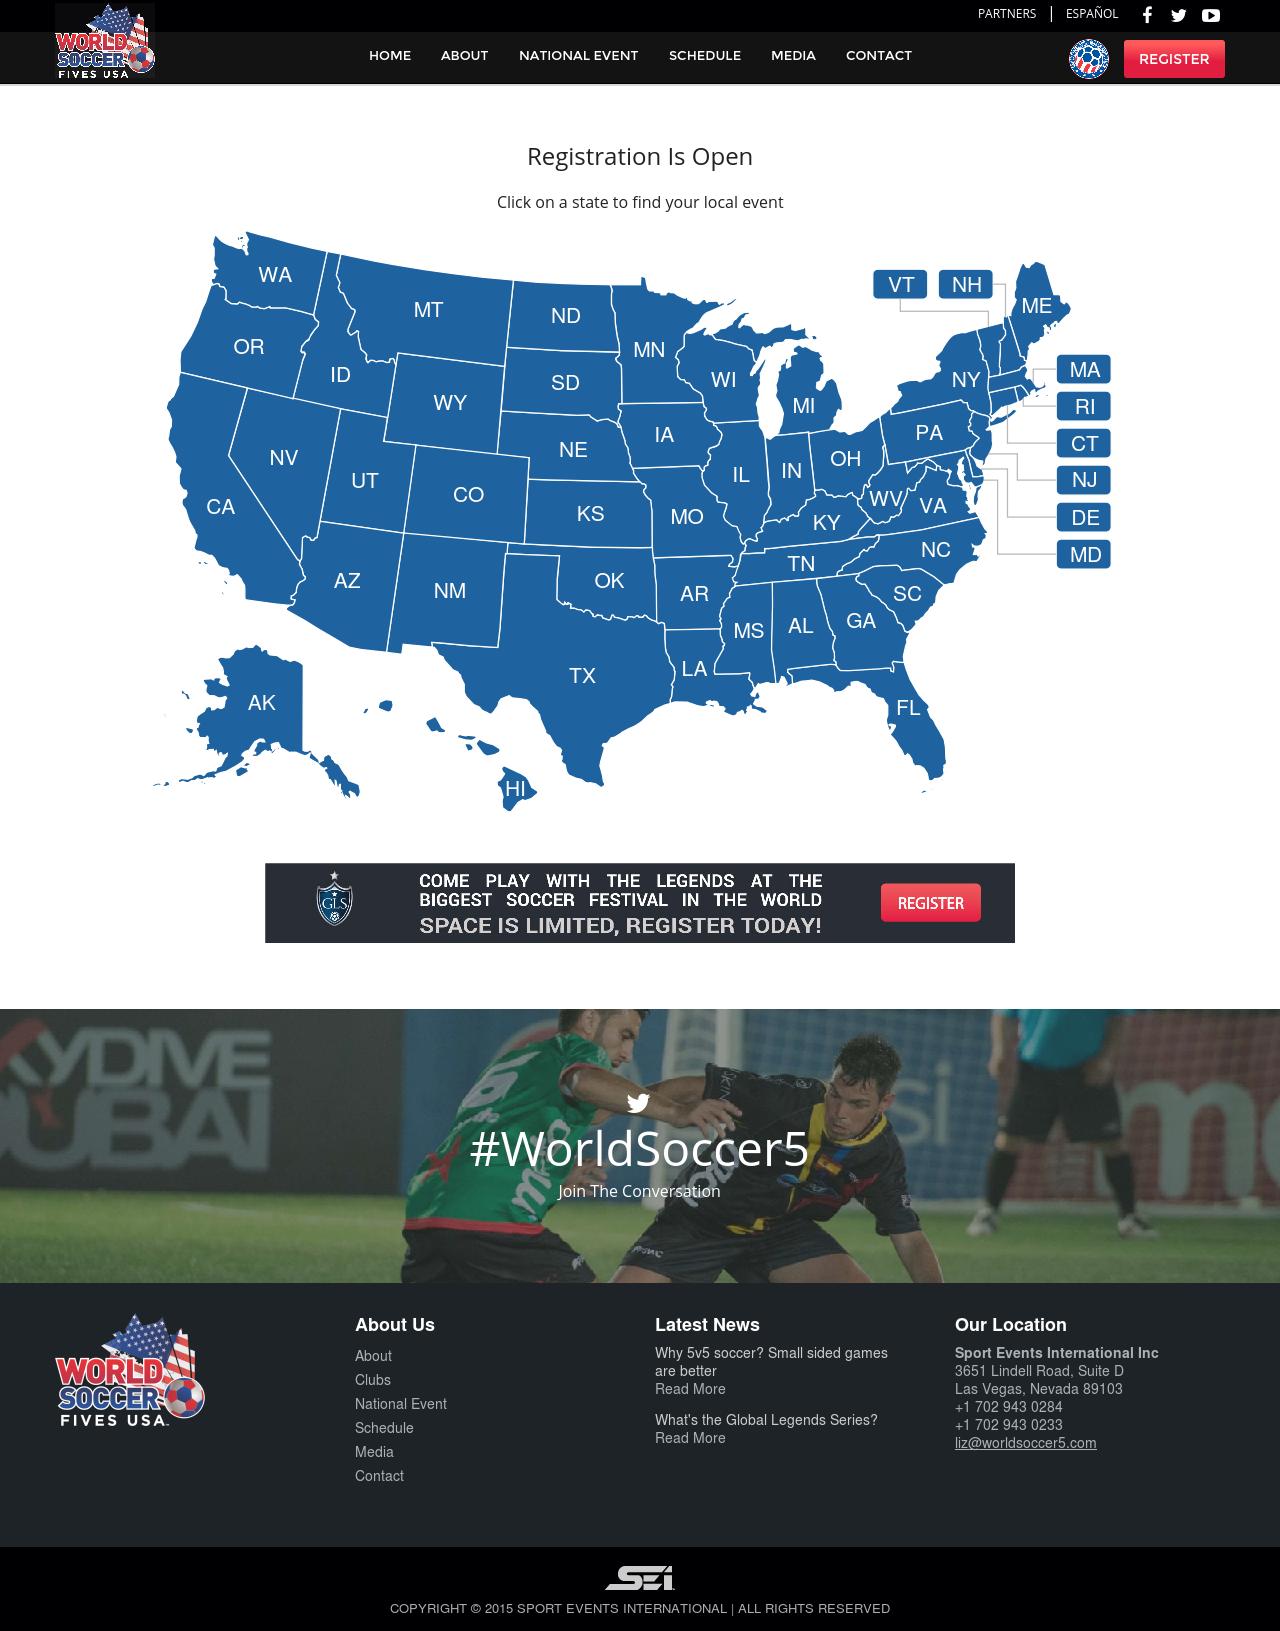 PARTNERS | ESPAÑOL
WORLD
SOCCER
FIVES USA
HOME ABOUT NATIONAL EVENT SCHEDULE MEDIA CONTACT
REGISTER
Registration Is Open
Click on a state to find your local event
WA
MT
ND
MN
VT NH
ME
OR
ID
WY
SD
WI
MI
NY
MA
RI
CT
NJ
DE
MD
NV
UT
CO
NE
IA
IL
IN
OH
PA
CA
KS
MO
KY
WV
VA
AZ
NM
OK
AR
TN
NC
SC
MS
AL
GA
TX
LA
FL
AK
HI
GLS
COME PLAY WITH THE LEGENDS AT THE
BIGGEST SOCCER FESTIVAL IN THE WORLD
SPACE IS LIMITED, REGISTER TODAY!
REGISTER
#WorldSoccer5
Join The Conversation
WORLD
SOCCER
FIVES USA
About Us
About
Clubs
National Event
Schedule
Media
Contact
Latest News
Why 5v5 soccer? Small sided games
are better
Read More
What's the Global Legends Series?
Read More
Our Location
Sport Events International Inc
3651 Lindell Road, Suite D
Las Vegas, Nevada 89103
+1 702 943 0284
+1 702 943 0233
liz@worldsoccer5.com
SEi
COPYRIGHT © 2015 SPORT EVENTS INTERNATIONAL | ALL RIGHTS RESERVED